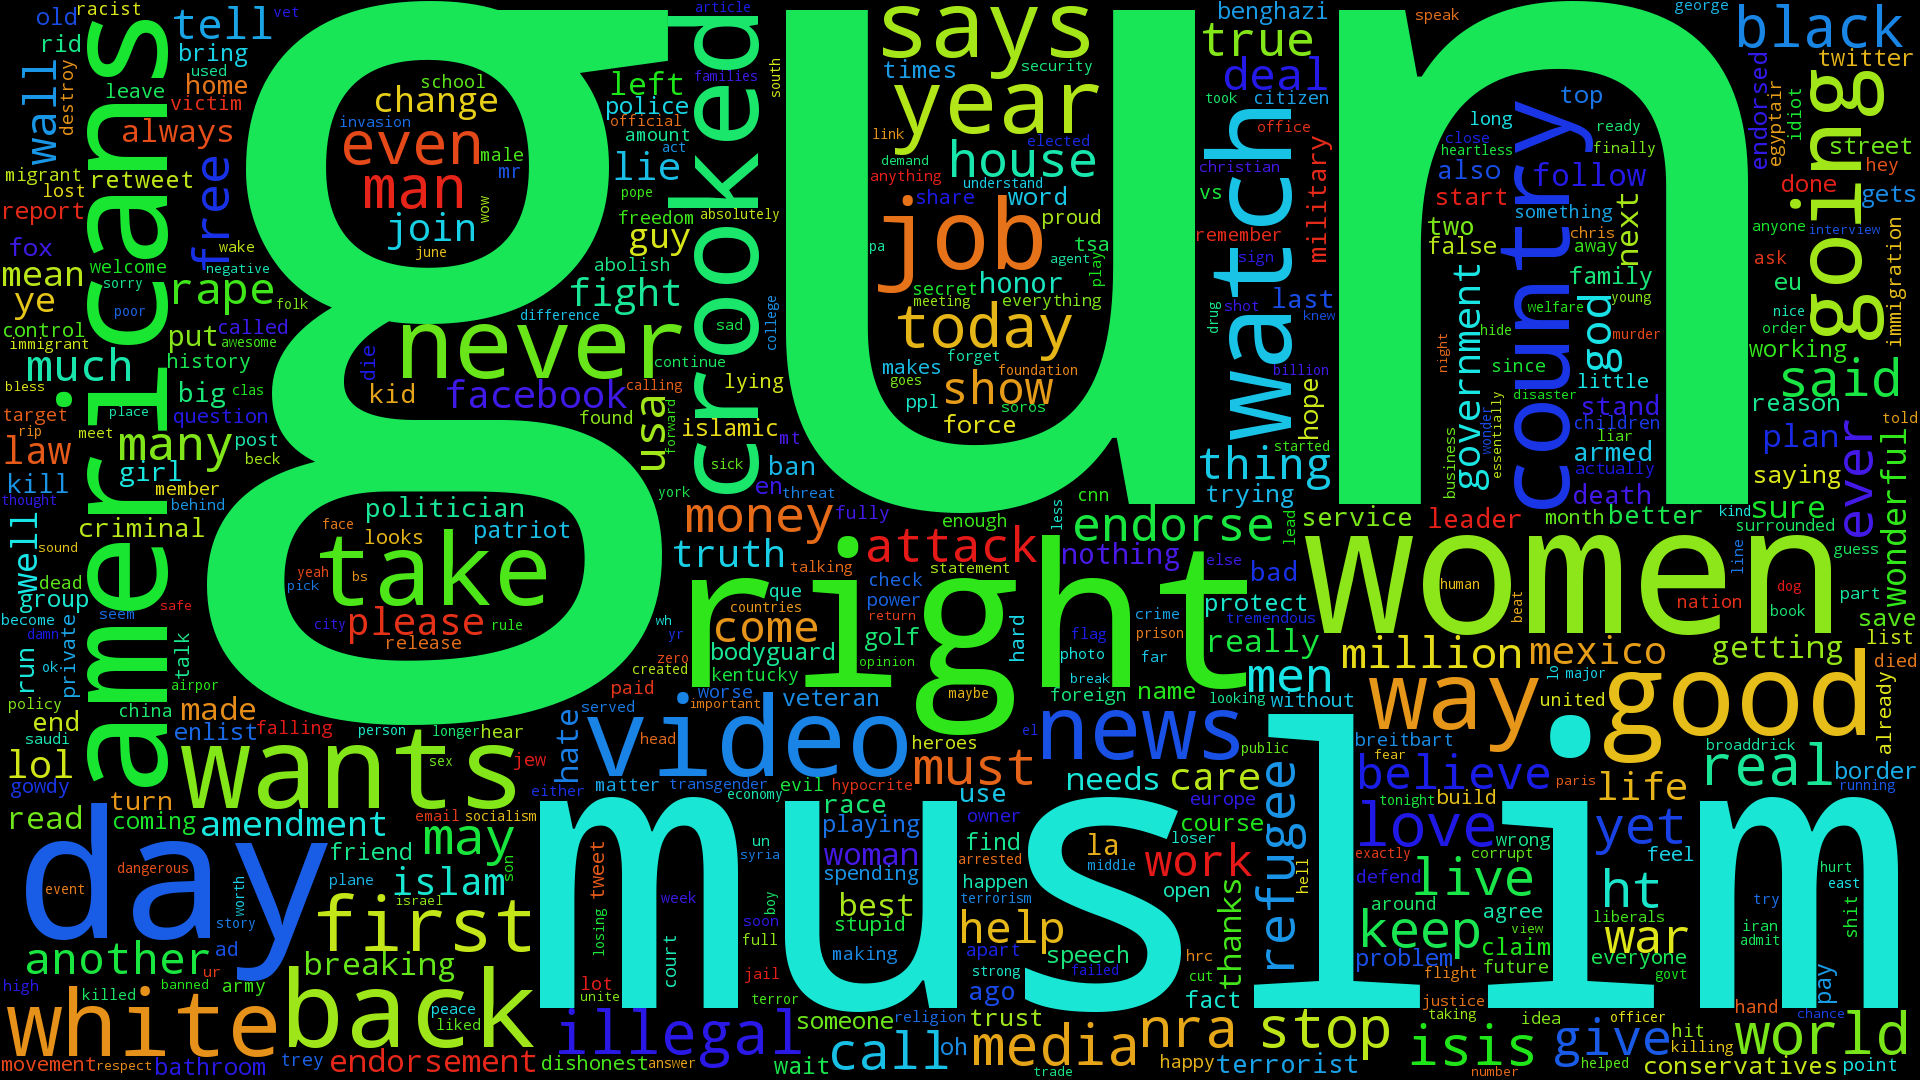 gun
muslim
right
women
day
americans
crooked
says
year
job
watch
country
going
black
tell
bring
home
victim
always
free
wall
old
racist
vet
rid
destroy
leave
used
migrant
lost
retweet
report
fox
mean
ye
welcome
sorry
wake
negative
poor
rape
folk
put
called
awesome
history
control
immigrant
much
bless
big
clas
question
target
place
rip
meet
law
many
post
beck
girl
member
behind
kill
thought
criminal
well
sound
dead
group
become
seem
safe
damn
run
ok
private
talk
airpor
policy
china
made
end
enlist
falling
saudi
lol
gowdy
turn
read
coming
amendment
wants
person
longer
hear
sex
jew
email
socialism
may
friend
islam
israel
plane
son
dangerous
event
worth
story
first
another
ad
breaking
ur
high
killed
banned
army
white
back
peace
liked
movement
respect
bathroom
trey
endorsement
dishonest
answer
illegal
school
change
invasion
even
male
mr
man
join
wow
june
left
police
official
amount
act
lie
freedom
pope
guy
abolish
fight
difference
never
die
kid
facebook
calling
continue
found
forward
usa
islamic
sick
york
politician
face
looks
patriot
take
yeah
bs
pick
city
please
rule
release
article
families
south
absolutely
college
sad
lying
mt
ban
en
threat
money
fully
truth
talking
times
security
link
elected
house
demand
anything
understand
share
word
proud
pa
tsa
agent
play
secret
honor
meeting
everything
today
makes
forget
goes
foundation
show
ppl
soros
force
benghazi
speak
george
true
deal
took
citizen
office
christian
vs
military
remember
sign
last
drug
shot
knew
billion
hope
started
thing
trying
top
long
ready
close
heartless
finally
also
follow
start
something
two
chris
away
false
next
family
welfare
young
government
god
hide
murder
night
since
little
disaster
stand
children
wonder
liar
armed
business
essentially
actually
death
twitter
endorsed
egyptair
idiot
street
hey
done
gets
anyone
interview
ask
immigration
eu
nice
order
working
said
reason
told
plan
ever
wonderful
saying
sure
surrounded
guess
service
leader
month
better
kind
line
cnn
less
lead
enough
endorse
attack
nothing
else
statement
bad
check
que
power
countries
return
crime
protect
tremendous
come
wh
yr
golf
hard
flag
prison
really
bodyguard
opinion
photo
far
zero
created
kentucky
maybe
break
foreign
name
looking
men
paid
worse
important
served
veteran
human
beat
nation
dog
book
part
save
list
million
mexico
getting
died
lo
major
united
way
good
already
without
video
news
el
public
head
hate
heroes
must
needs
care
matter
transgender
evil
hypocrite
either
economy
breitbart
fear
broaddrick
believe
paris
life
real
border
running
tonight
build
love
yet
wrong
exactly
corrupt
feel
race
use
owner
europe
course
playing
find
la
loser
un
syria
woman
arrested
middle
work
spending
happen
terrorism
open
hell
refugee
defend
live
hurt
east
try
week
boy
best
stupid
soon
full
help
thanks
around
agree
ht
liberals
view
iran
admit
shit
tweet
losing
making
apart
speech
hrc
keep
claim
war
everyone
problem
future
govt
flight
court
jail
lot
unite
terror
strong
failed
cut
ago
fact
justice
taking
pay
hand
chance
someone
religion
trust
nra
stop
idea
officer
hit
world
killing
wait
call
oh
media
trade
happy
terrorist
isis
give
helped
number
conservatives
point